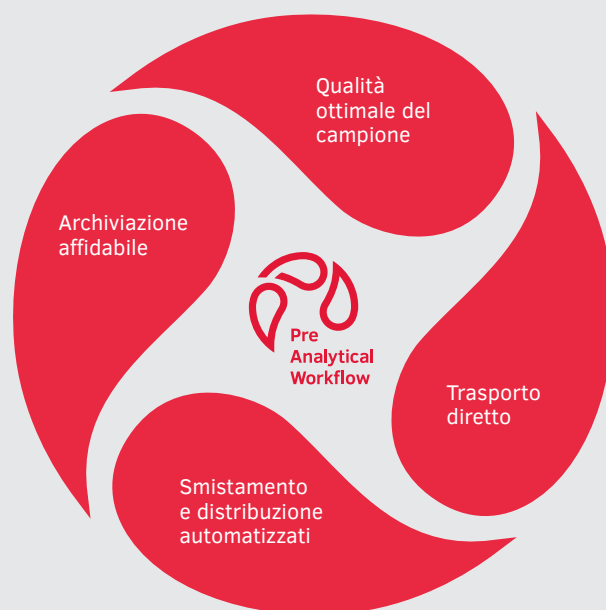 Qualità
ottimale del
campione
Archiviazione
affidabile
Pre
Analytical
Workflow
Trasporto
diretto
Smistamento
e distribuzione
automatizzati